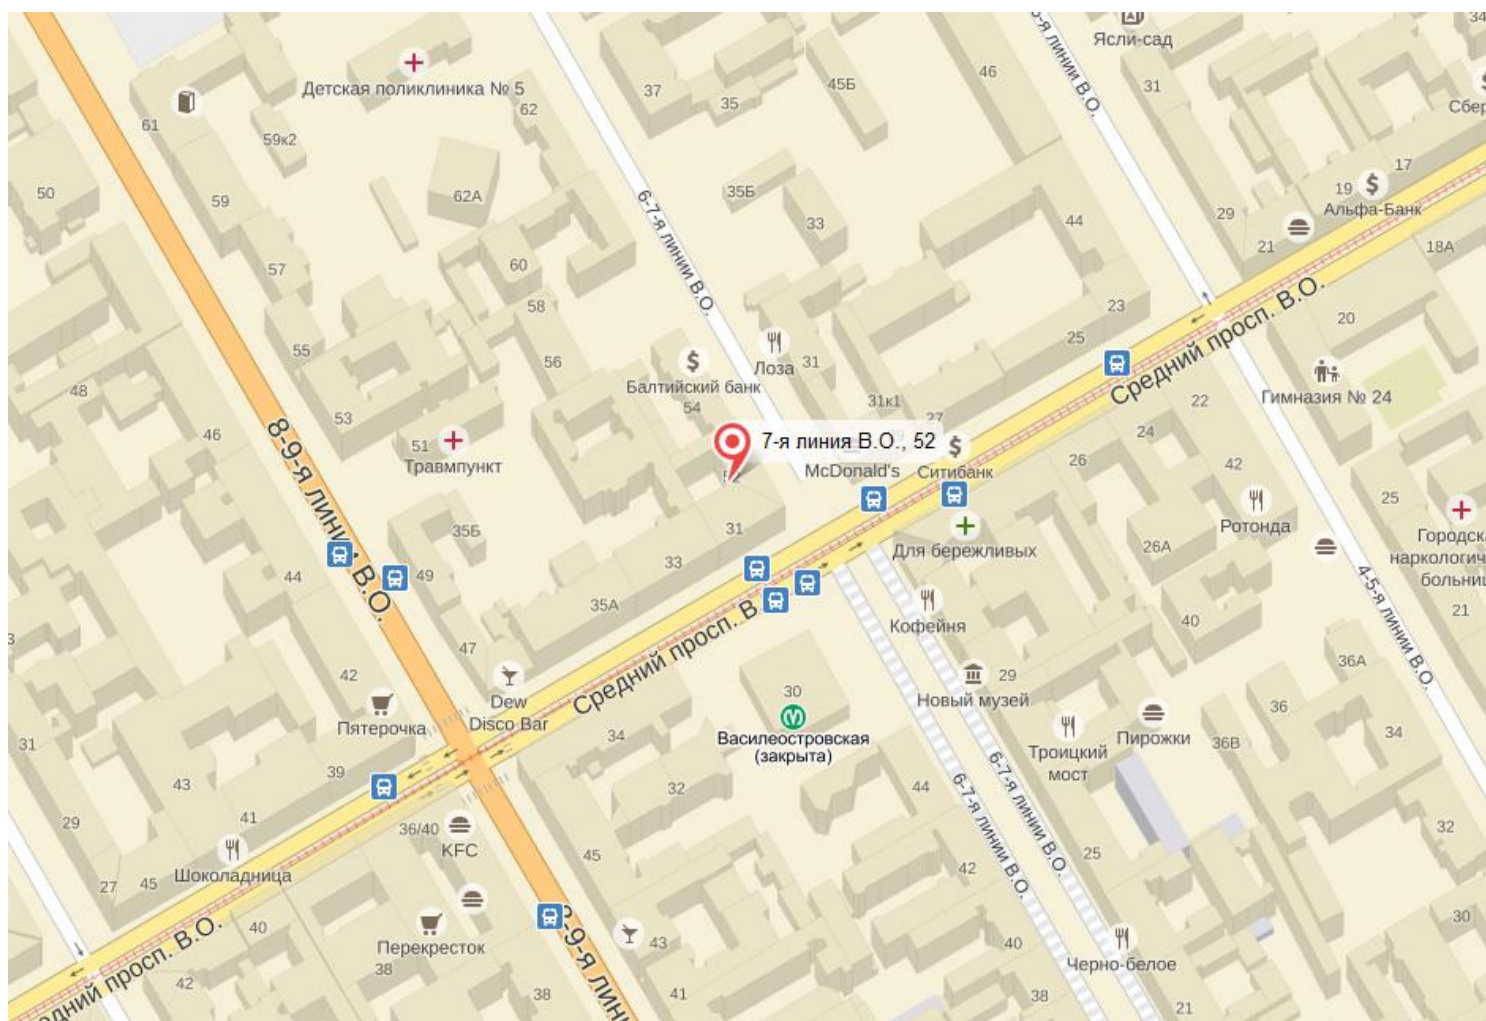 Ясли-сад
34
Детская поликлиника № 5
37
35
45Б
46
31
62
61
59к2
6-7-я линии В.О.
50
59
62А
35Б
33
44
29
19
17
Альфа-Банк
21
18А
57
60
58
23
25
20
55
56
Лоза
31
Балтийский банк
54
31к1
27
Средний просп. В.О.
Гимназия № 24
22
48
53
46
51
Травмпункт
7-я линия В.О., 52
McDonald's
Ситибанк
24
26
42
25
Ротонда
35Б
31
Для бережливых
26А
8-9-я линии В.О.
44
49
33
35А
Кофейня
40
4-5-я линии В.О.
21
47
42
Dew
Disco Bar
Средний просп. В.О.
30
Василеостровская
(закрыта)
29
Новый музей
36А
Пятерочка
34
Троицкий
мост
Пирожки
36
36В
34
31
43
39
32
44
6-7-я линии В.О.
6-7-я линии В.О.
29
41
36/40
KFC
45
42
25
32
Шоколадница
27
45
40
Перекресток
38
43
40
Черно-белое
30
42
38
41
38
21